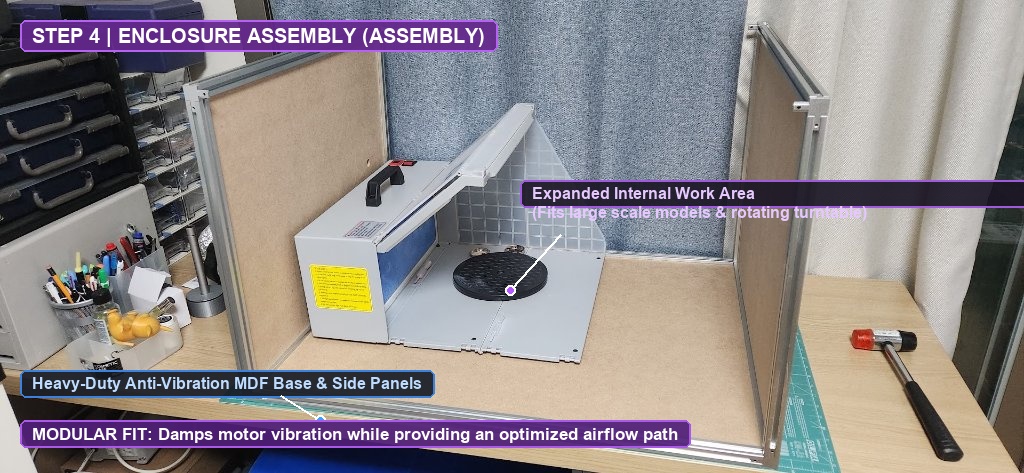 STEP 4 | ENCLOSURE ASSEMBLY (ASSEMBLY)
Expanded Internal Work Area
(Fits large scale models & rotating turntable)
Heavy-Duty Anti-Vibration MDF Base & Side Panels
MODULAR FIT: Damps motor vibration while providing an optimized airflow path